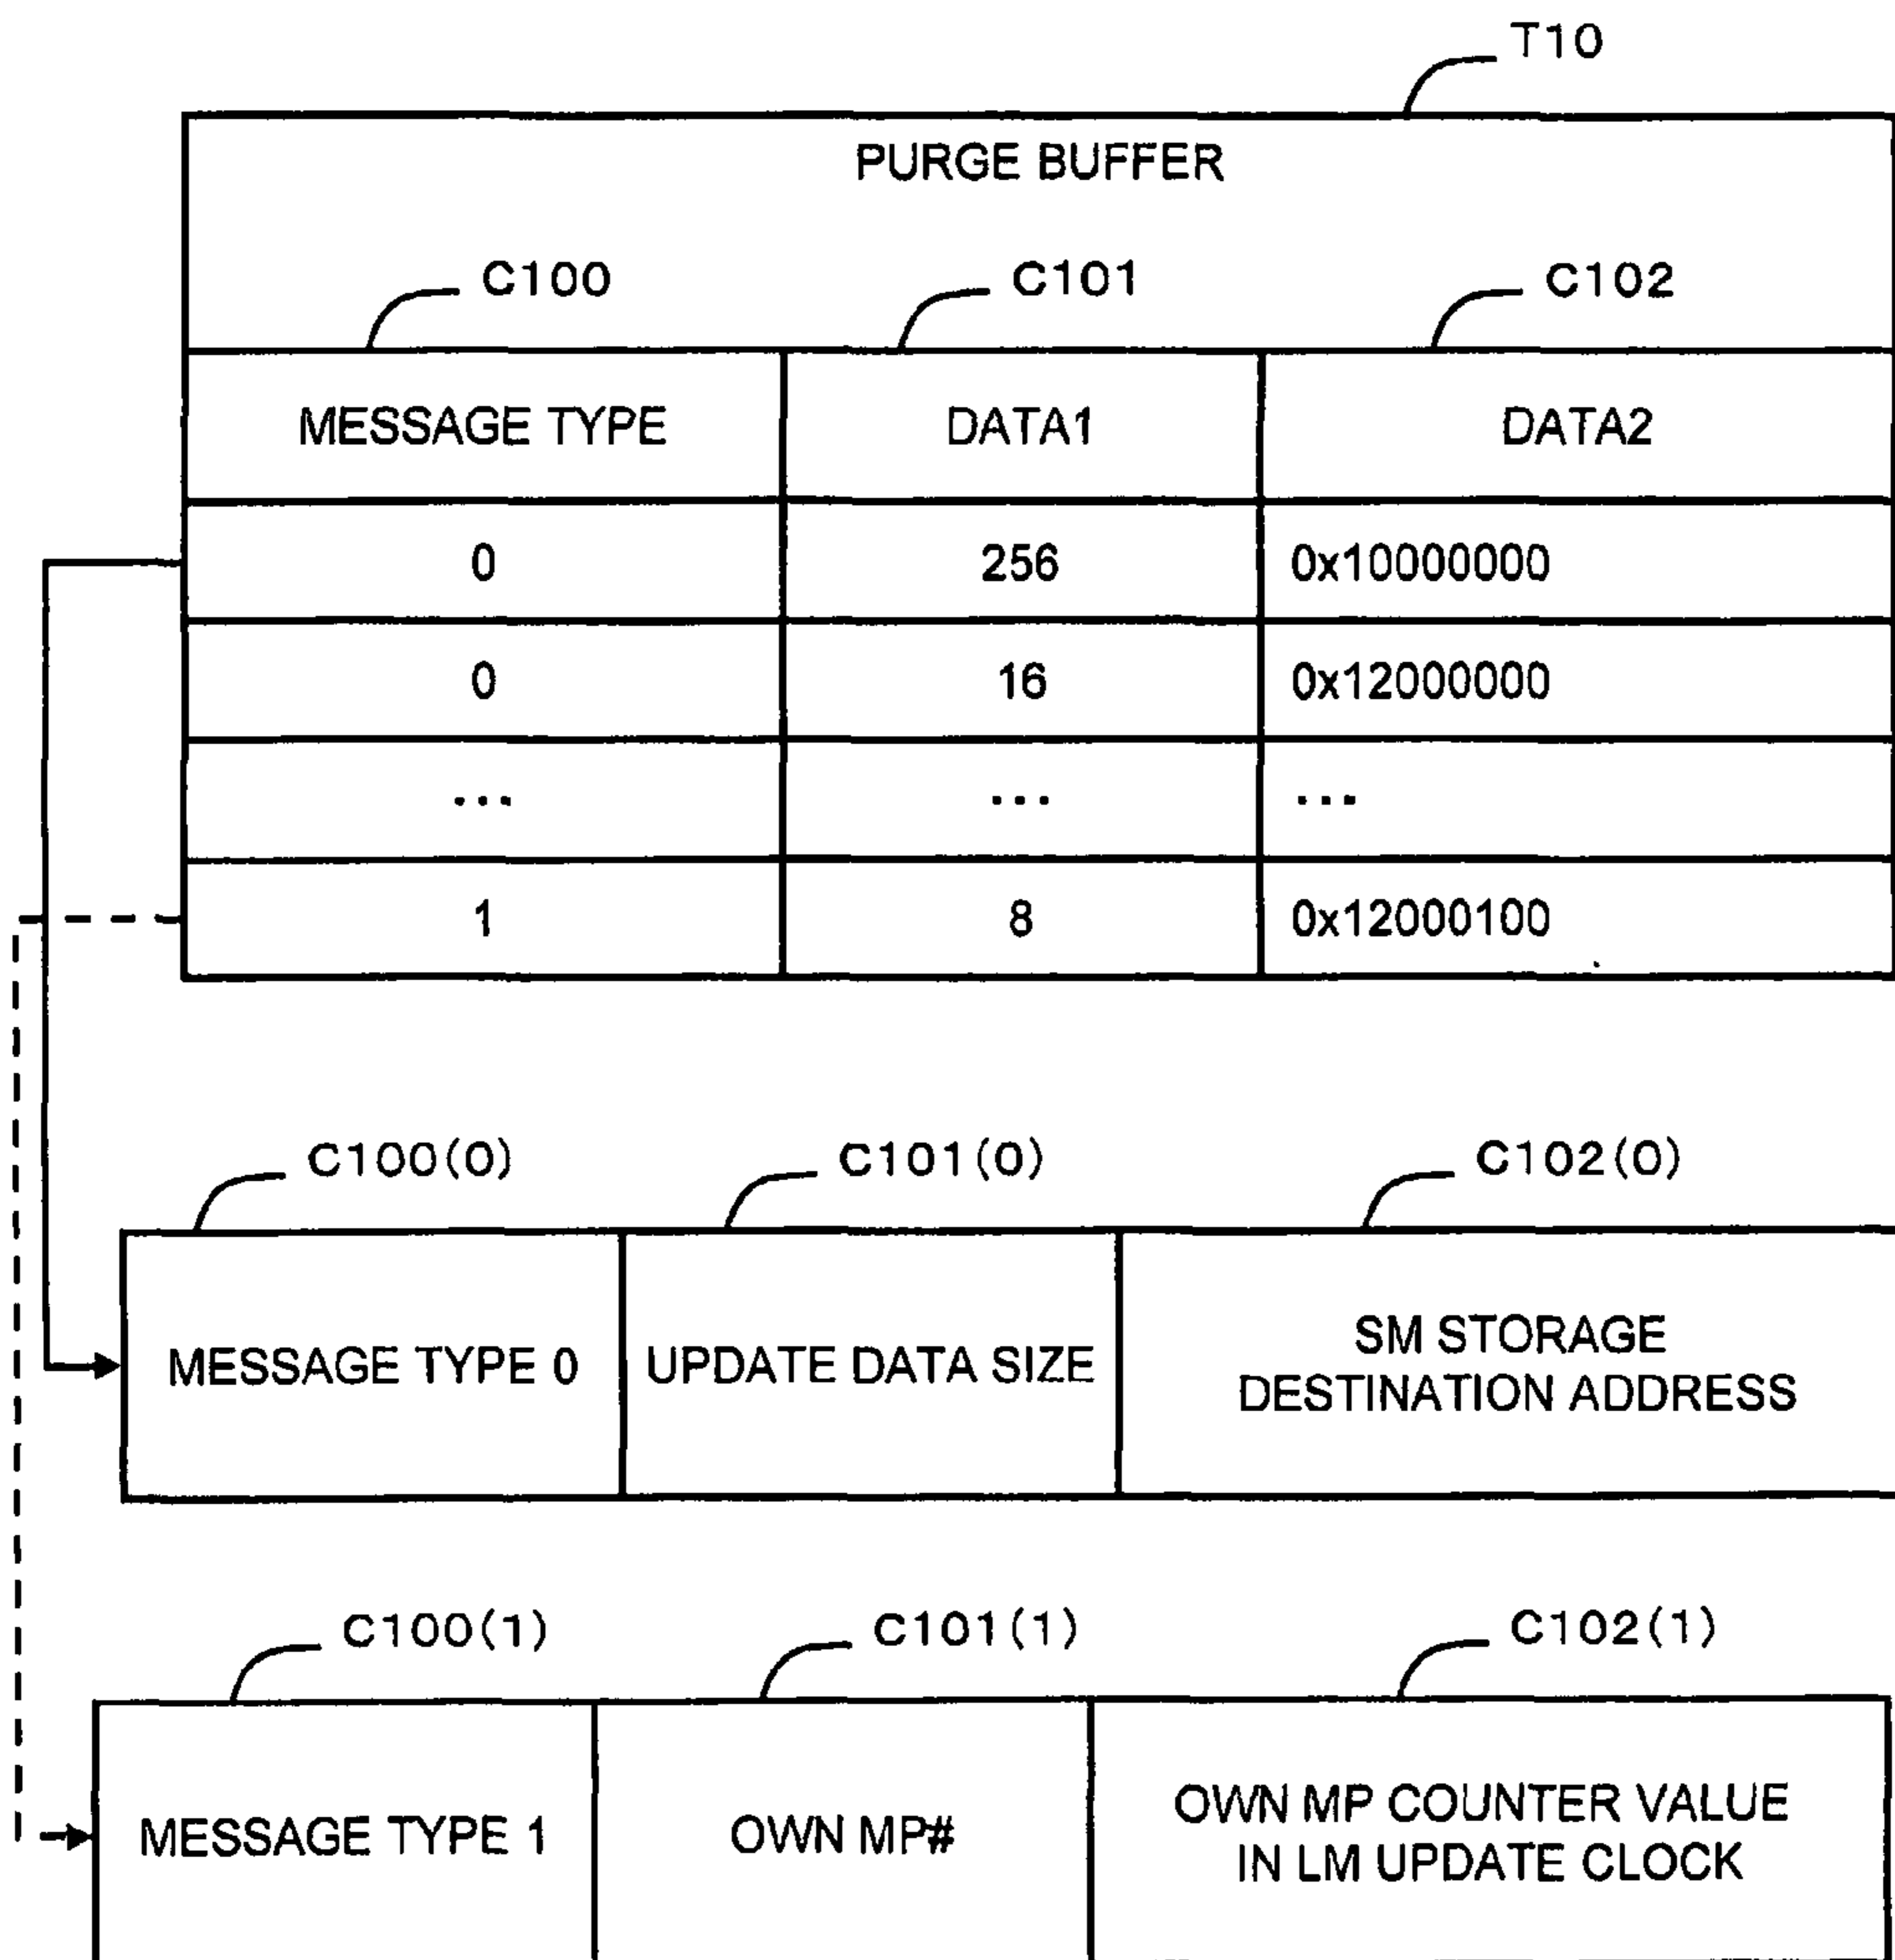 T10
PURGE BUFFER
C100 C101 C102
MESSAGE TYPE DATA1 DATA2
0 256 0x10000000
0 16 0x12000000
... ... ...
1 8 0x12000100
C100(0) C101(0) C102(0)
MESSAGE TYPE 0 UPDATE DATA SIZE SM STORAGE
DESTINATION ADDRESS
C100(1) C101(1) C102(1)
MESSAGE TYPE 1 OWN MP# OWN MP COUNTER VALUE
IN LM UPDATE CLOCK